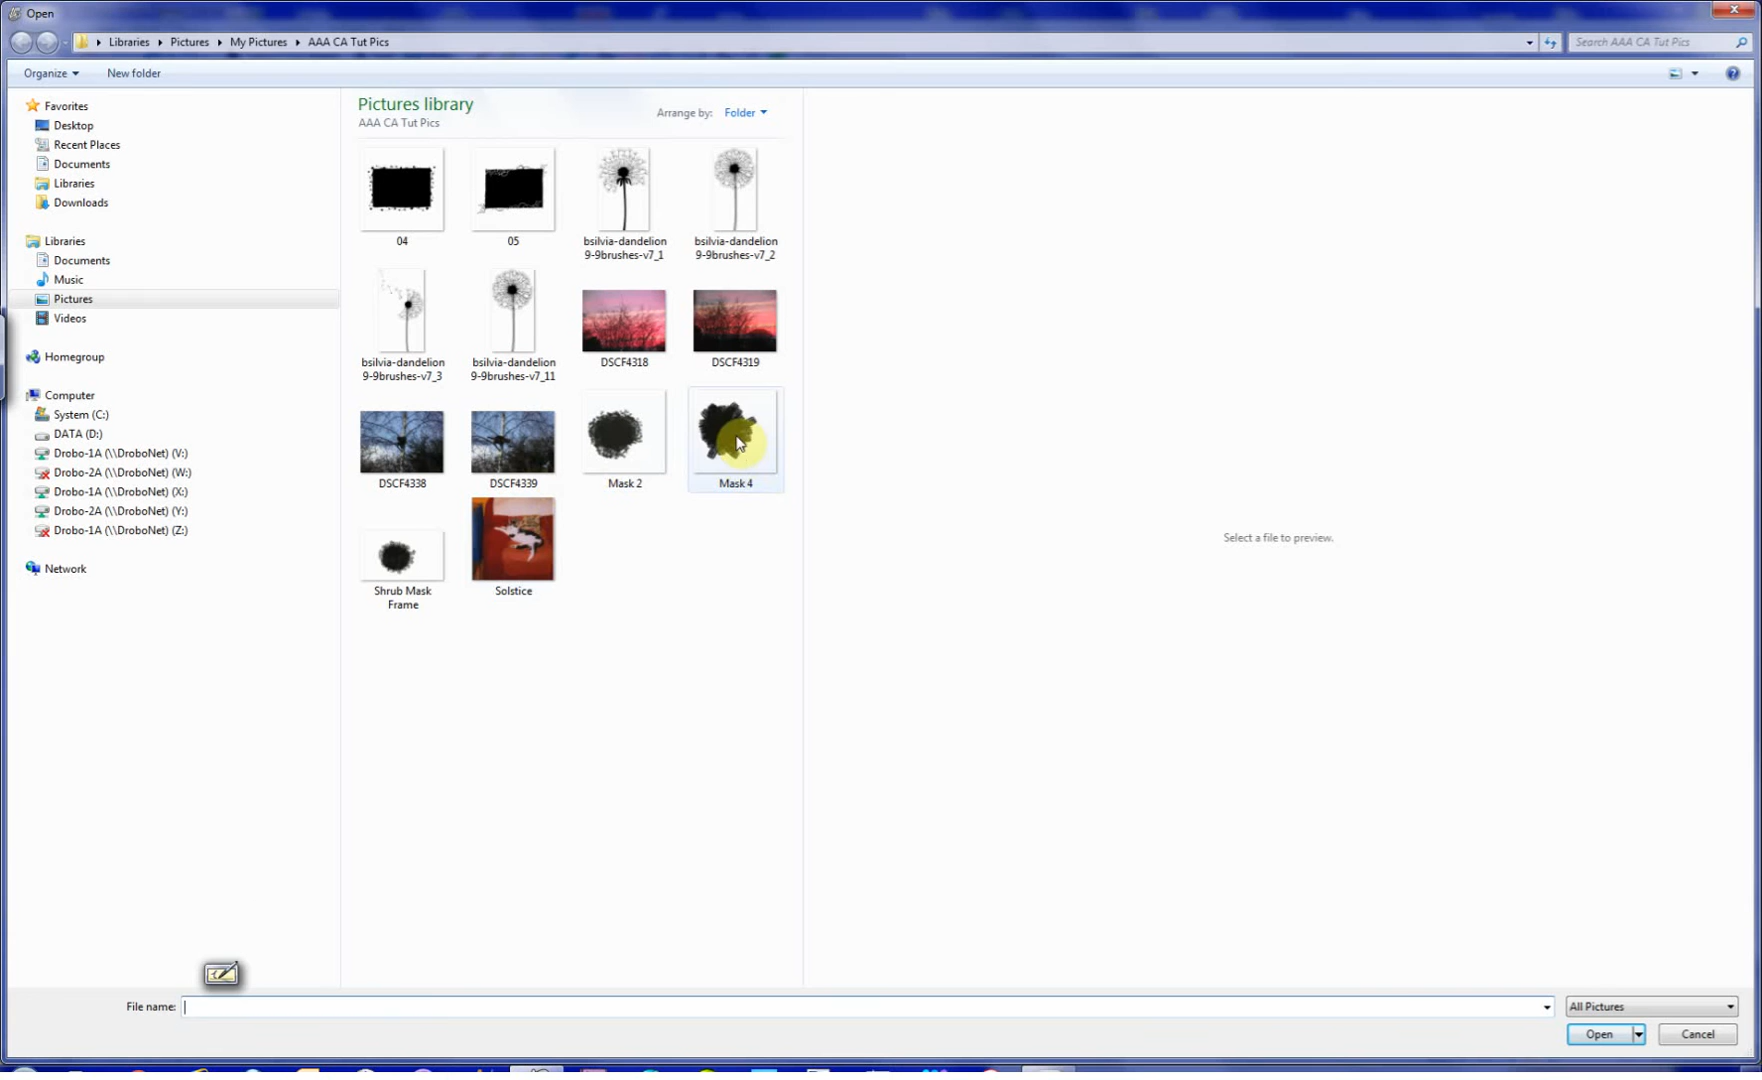 Open
Libraries Pictures My Pictures AAA CA Tut Pics
Search AAA CA Tut Pics
Organize New folder
Favorites
Desktop
Recent Places
Documents
Libraries
Downloads
Libraries
Documents
Music
Pictures
Videos
Homegroup
Computer
System (C:)
DATA (D:)
Drobo-1A (\\DroboNet) (V:)
Drobo-2A (\\DroboNet) (W:)
Drobo-1A (\\DroboNet) (X:)
Drobo-2A (\\DroboNet) (Y:)
Drobo-1A (\\DroboNet) (Z:)
Network
Pictures library
AAA CA Tut Pics
Arrange by: Folder
04
05
bsilvia-dandelion
9-9brushes-v7_1
bsilvia-dandelion
9-9brushes-v7_2
bsilvia-dandelion
9-9brushes-v7_3
bsilvia-dandelion
9-9brushes-v7_11
DSCF4318
DSCF4319
DSCF4338
DSCF4339
Mask 2
Mask 4
Shrub Mask
Frame
Solstice
Select a file to preview.
File name:
All Pictures
Open
Cancel